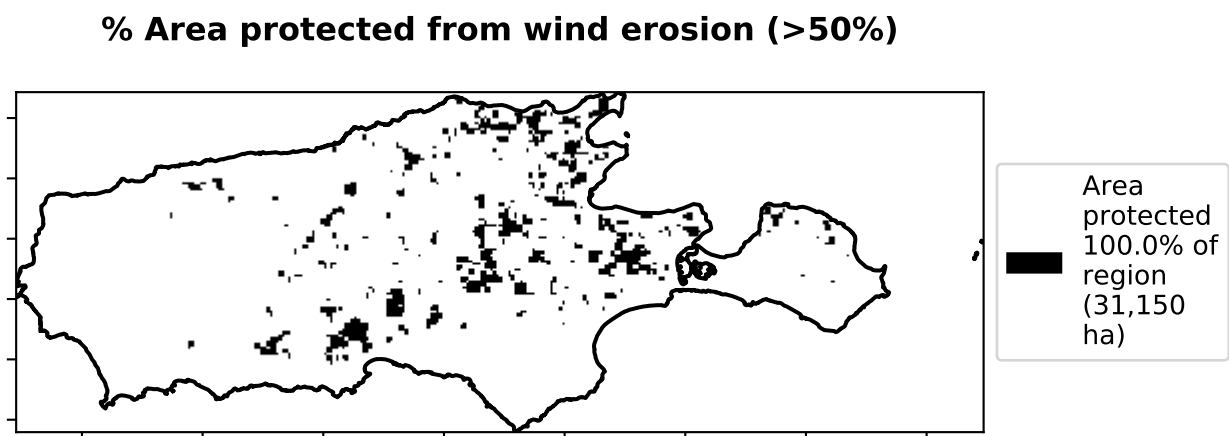 % Area protected from wind erosion (>50%)
Area
protected
100.0% of
region
(31,150
ha)